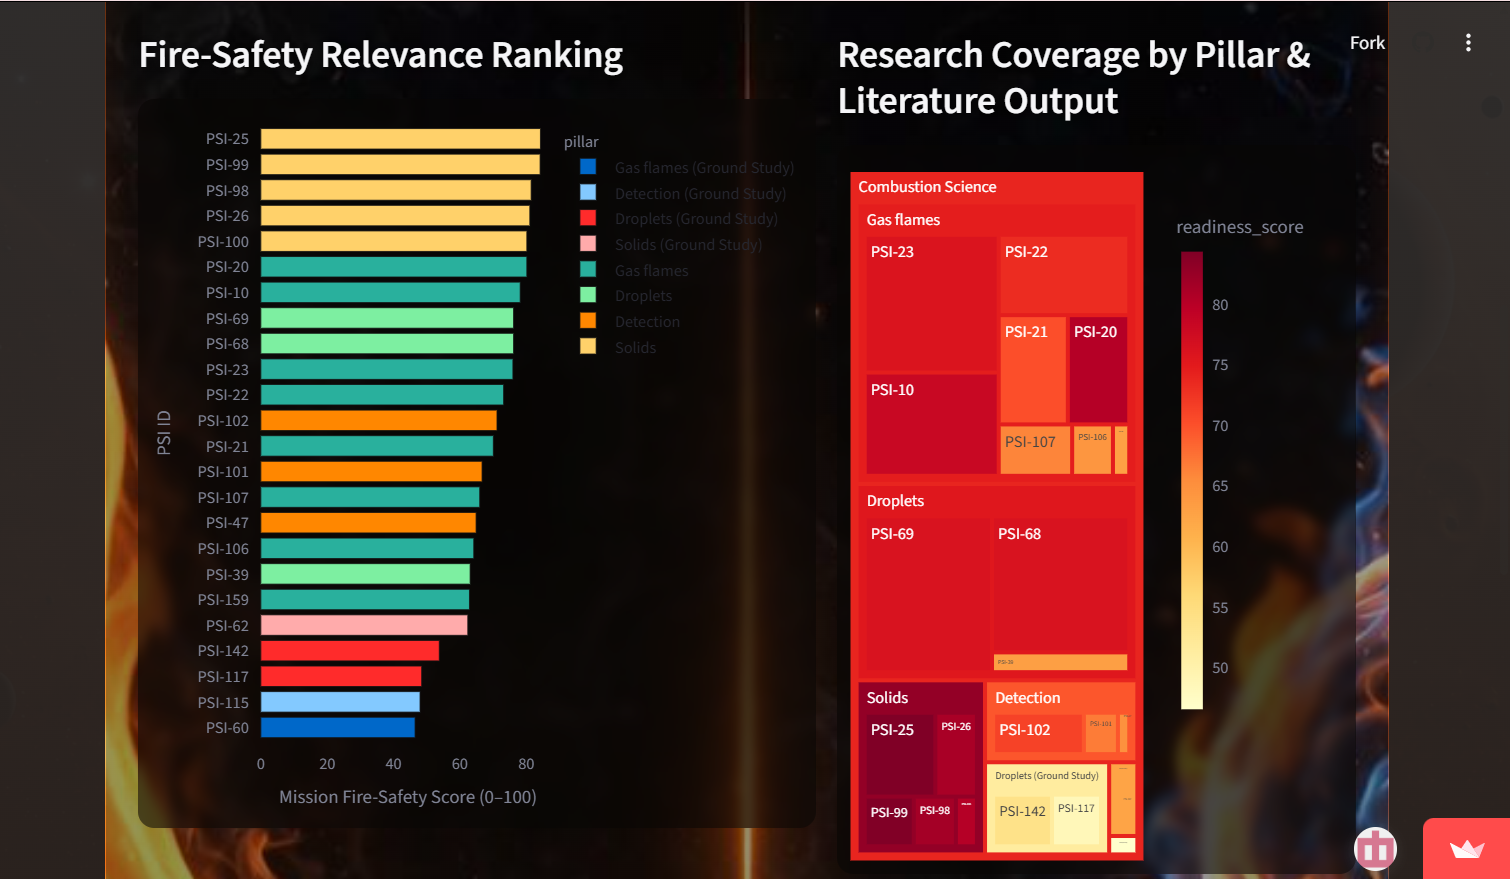 Fire-Safety Relevance Ranking
PSI-25
PSI-99
PSI-98
PSI-26
PSI-100
PSI-20
PSI-10
PSI-69
PSI-68
PSI-23
PSI-22
PSI-102
PSI-21
PSI-101
PSI-107
PSI-47
PSI-106
PSI-39
PSI-159
PSI-62
PSI-142
PSI-117
PSI-115
PSI-60
PSI ID
0 20 40 60 80
Mission Fire-Safety Score (0–100)
pillar
Gas flames (Ground Study)
Detection (Ground Study)
Droplets (Ground Study)
Solids (Ground Study)
Gas flames
Droplets
Detection
Solids
Research Coverage by Pillar &
Literature Output
Fork
Combustion Science
Gas flames
PSI-23
PSI-22
PSI-21
PSI-20
PSI-10
PSI-107
PSI-106
Droplets
PSI-69
PSI-68
PSI-39
Solids
PSI-25
PSI-26
PSI-99
PSI-98
Detection
PSI-102
PSI-101
Droplets (Ground Study)
PSI-142
PSI-117
readiness_score
80
75
70
65
60
55
50